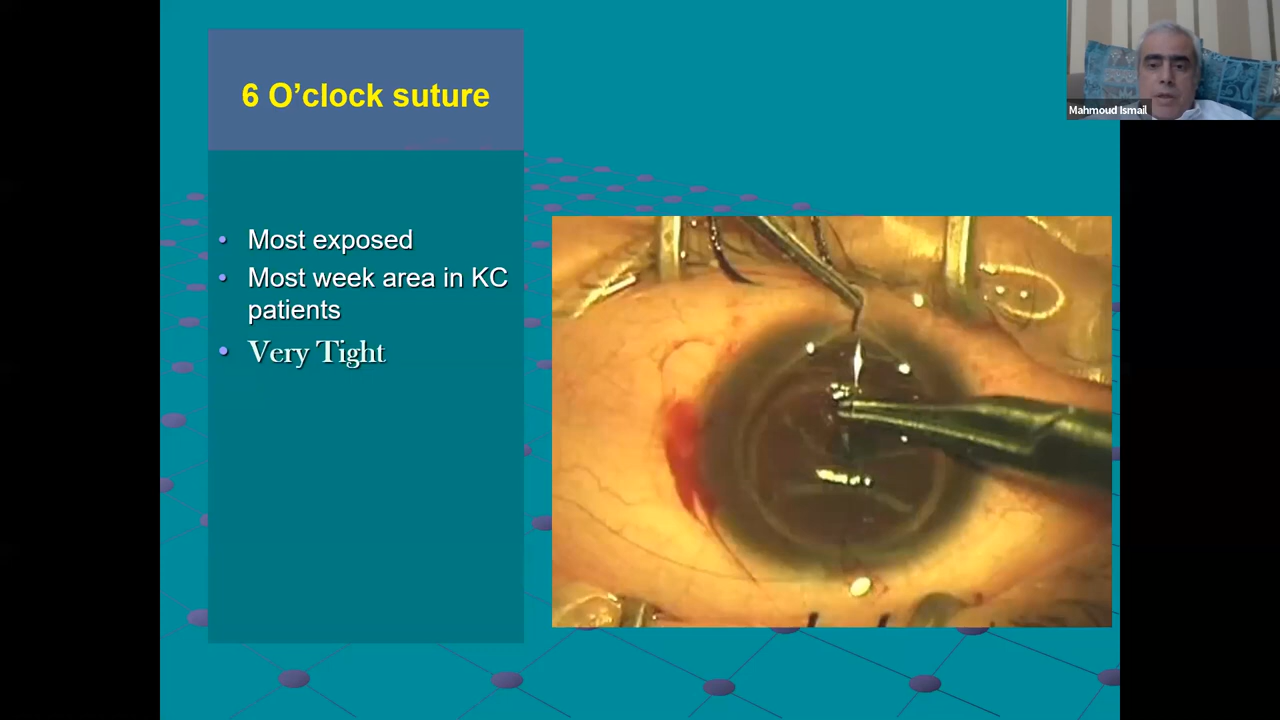 6 O’clock suture
Most exposed
Most week area in KC
patients
Very Tight
Mahmoud Ismail